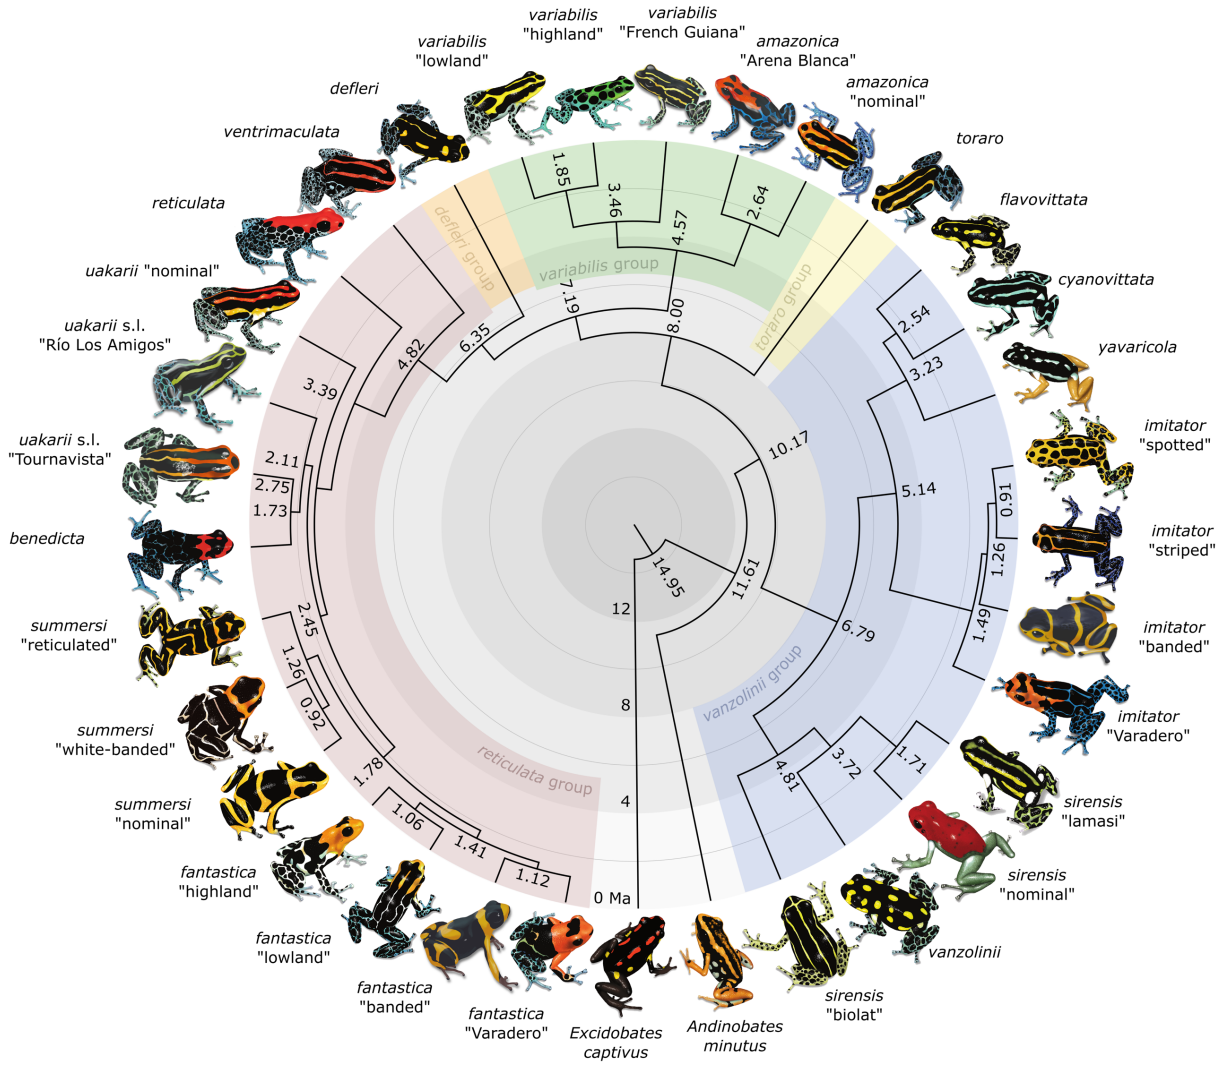 variabilis
"highland"
variabilis
"French Guiana"
variabilis
"lowland"
amazonica
"Arena Blanca"
amazonica
"nominal"
defleri
ventrimaculata
toraro
reticulata
flavovittata
uakarii "nominal"
cyanovittata
uakarii s.l.
"Río Los Amigos"
yavaricola
uakarii s.l.
"Tournavista"
imitator
"spotted"
benedicta
imitator
"striped"
summersi
"reticulated"
imitator
"banded"
summersi
"white-banded"
imitator
"Varadero"
summersi
"nominal"
sirensis
"lamasi"
fantastica
"highland"
sirensis
"nominal"
fantastica
"lowland"
vanzolinii
fantastica
"banded"
sirensis
"biolat"
fantastica
"Varadero"
Excidobates
captivus
Andinobates
minutus
defleri group
variabilis group
toraro group
vanzolinii group
reticulata group
1.85
3.46
4.57
2.64
7.19
8.00
6.35
4.82
3.39
2.11
2.75
1.73
2.45
1.26
0.92
1.78
1.06
1.41
1.12
2.54
3.23
5.14
0.91
1.26
1.49
10.17
11.61
14.95
6.79
4.81
3.72
1.71
12
8
4
0 Ma